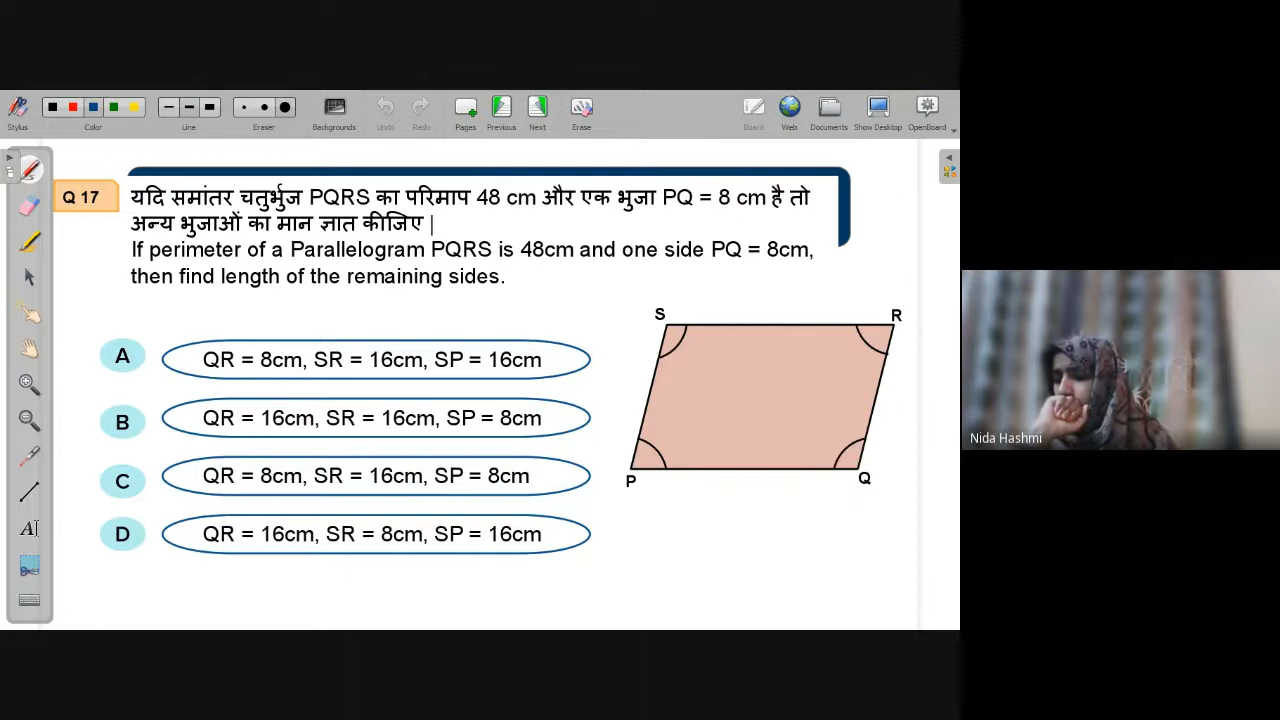 Stylus
Color
Line
Eraser
Backgrounds
Undo
Redo
Pages
Previous
Next
Erase
Board
Web
Documents
Show Desktop
OpenBoard
Q 17
यदि समांतर चतुर्भुज PQRS का परिमाप 48 cm और एक भुजा PQ = 8 cm है तो
अन्य भुजाओं का मान ज्ञात कीजिए |
If perimeter of a Parallelogram PQRS is 48cm and one side PQ = 8cm,
then find length of the remaining sides.
A QR = 8cm, SR = 16cm, SP = 16cm
B QR = 16cm, SR = 16cm, SP = 8cm
C QR = 8cm, SR = 16cm, SP = 8cm
D QR = 16cm, SR = 8cm, SP = 16cm
S
R
P
Q
A
Nida Hashmi